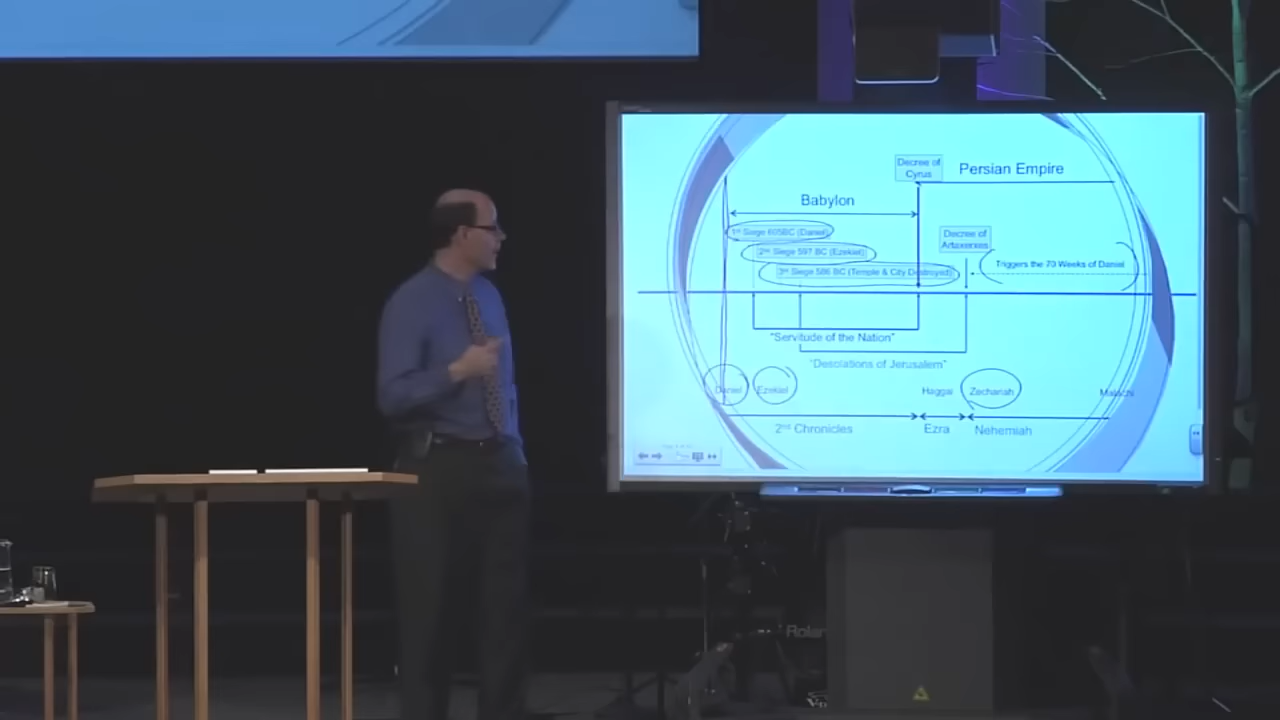 Decree of
Cyrus
Persian Empire
Babylon
1st Siege 605BC (Daniel)
Decree of
Artaxerxes
2nd Siege 597 BC (Ezekiel)
3rd Siege 586 BC (Temple & City Destroyed)
Triggers the 70 Weeks of Daniel
"Servitude of the Nation"
"Desolations of Jerusalem"
Daniel
Ezekiel
Haggai
Zechariah
Malachi
2nd Chronicles
Ezra
Nehemiah
Roland